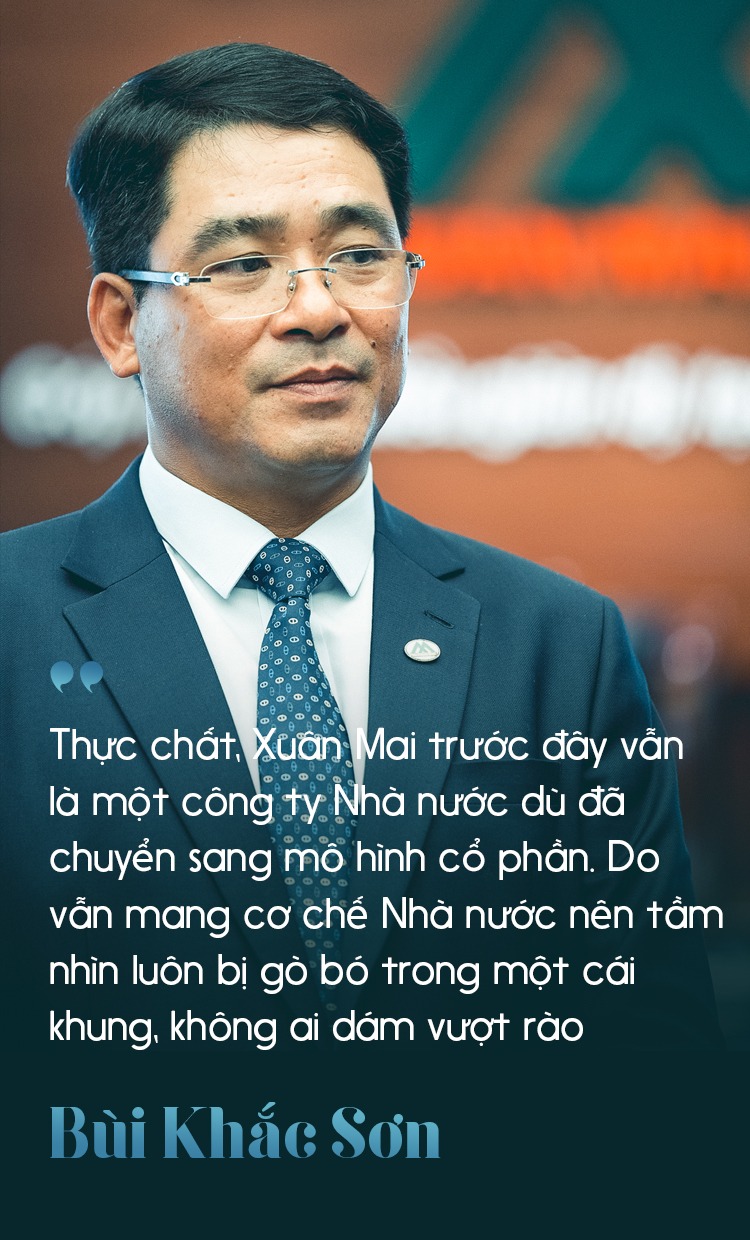 Thực chất, Xuân Mai trước đây vẫn
là một công ty Nhà nước dù đã
chuyển sang mô hình cổ phần. Do
vẫn mang cơ chế Nhà nước nên tầm
nhìn luôn bị gò bó trong một cái
khung, không ai dám vượt rào
Bùi Khắc Sơn